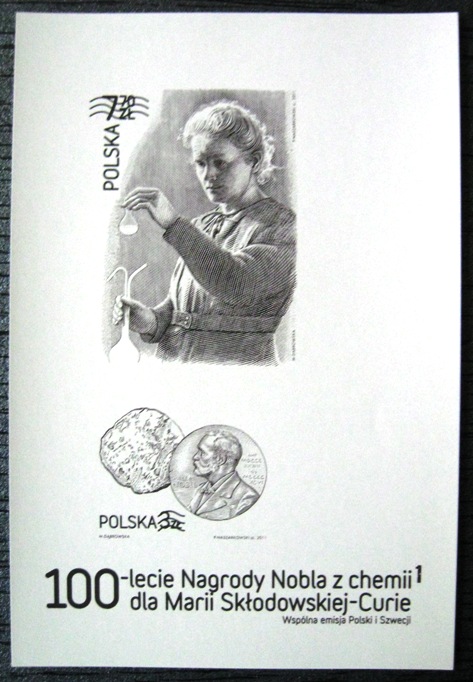 7 70
ZŁ
POLSKA
POLSKA 3 ZŁ
100-lecie Nagrody Nobla z chemii¹
dla Marii Skłodowskiej-Curie
Wspólna emisja Polski i Szwecji